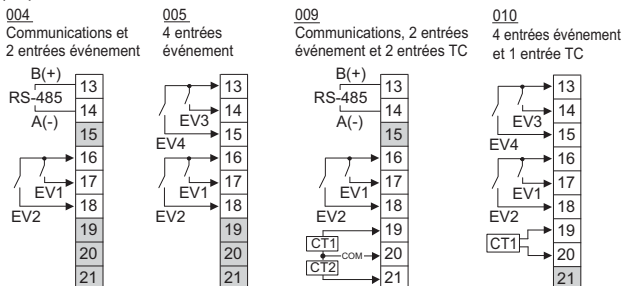 004
Communications et
2 entrées événement
B(+)
RS-485
A(-)
EV1
EV2
13
14
15
16
17
18
19
20
21
005
4 entrées
événement
EV3
EV4
EV1
EV2
13
14
15
16
17
18
19
20
21
009
Communications, 2 entrées
événement et 2 entrées TC
B(+)
RS-485
A(-)
EV1
EV2
CT1
COM
CT2
13
14
15
16
17
18
19
20
21
010
4 entrées événement
et 1 entrée TC
EV3
EV4
EV1
EV2
CT1
13
14
15
16
17
18
19
20
21